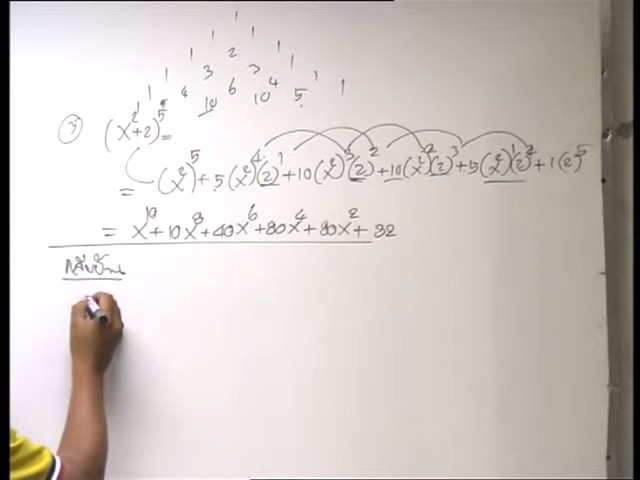 1
1 1
1 2 1
1 3 3 1
1 4 6 4 1
1 5 10 10 5 1
③ (x²+2)⁵ =
= (x²)⁵ + 5(x²)⁴(2)¹ + 10(x²)³(2)² + 10(x²)²(2)³ + 5(x²)¹(2)⁴ + 1(2)⁵
= x¹⁰ + 10x⁸ + 40x⁶ + 80x⁴ + 80x² + 32